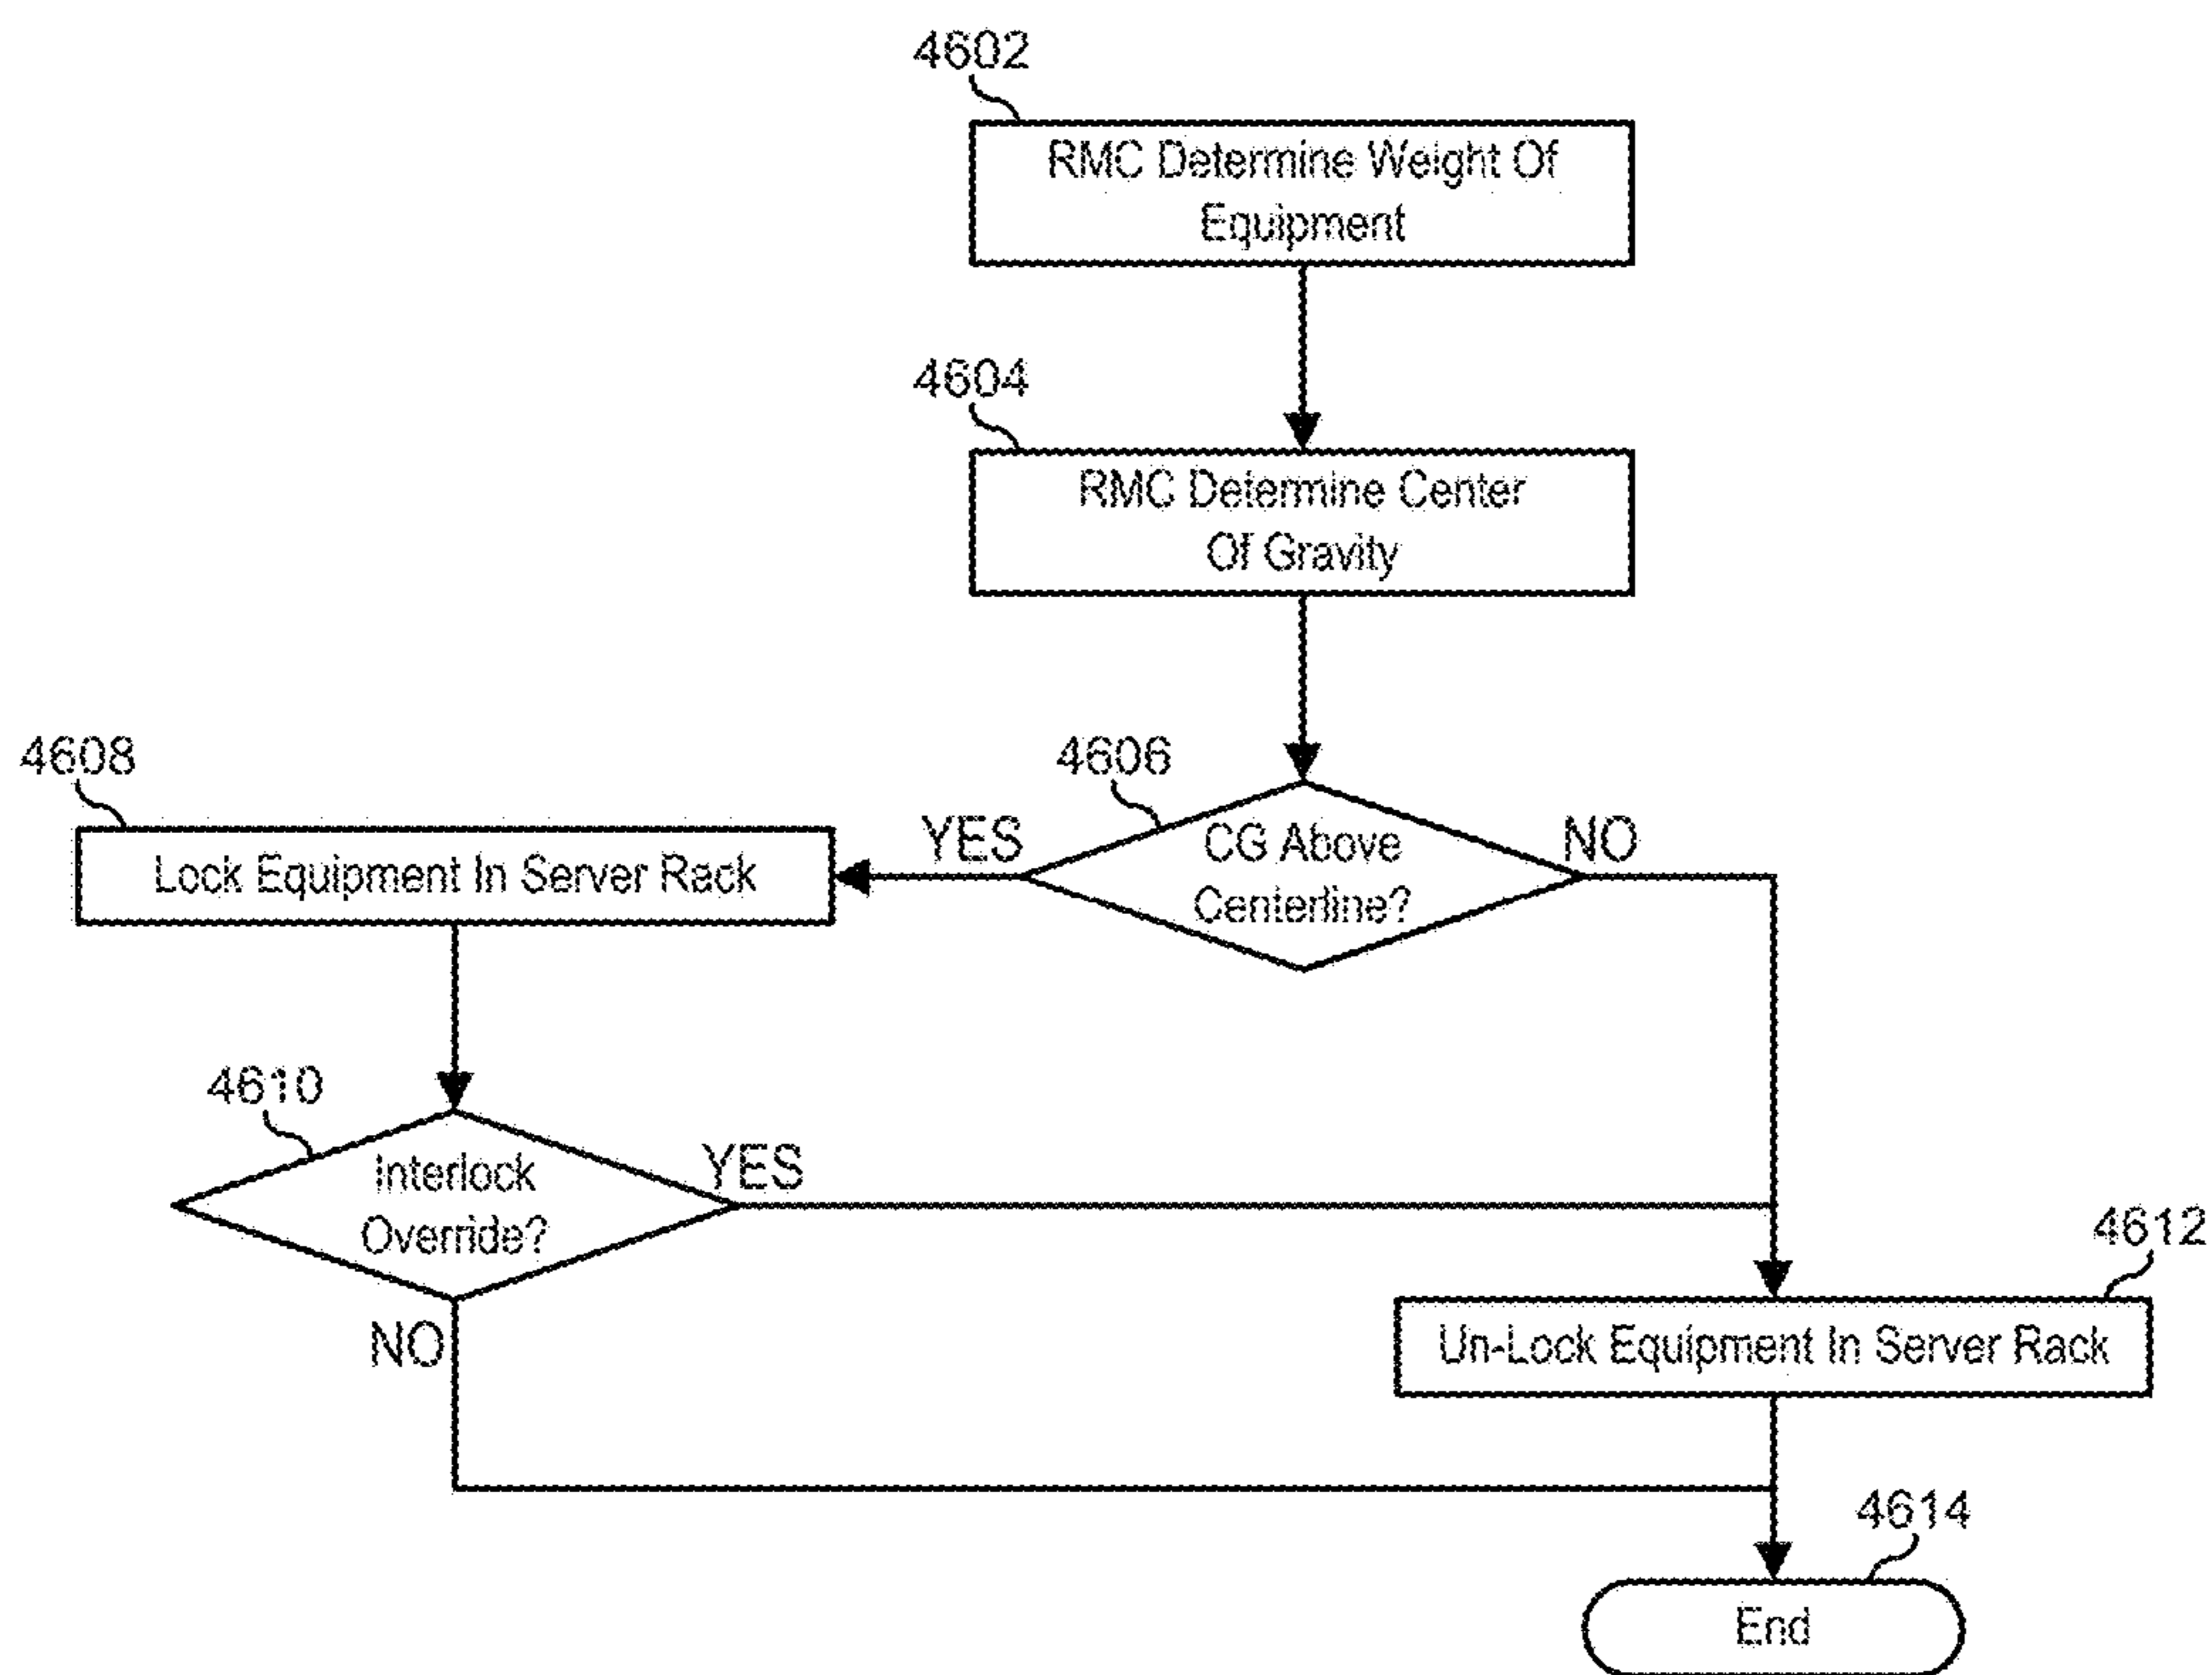 4602
RMC Determine Weight Of
Equipment
4604
RMC Determine Center
Of Gravity
4606
CG Above
Centerline?
YES
NO
4608
Lock Equipment In Server Rack
4610
Interlock
Override?
YES
NO
4612
Un-Lock Equipment In Server Rack
4614
End